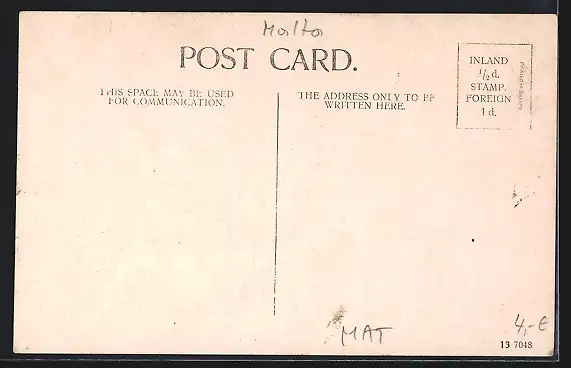 Malta
POST CARD.
THIS SPACE MAY BE USED
FOR COMMUNICATION.
THE ADDRESS ONLY TO BE
WRITTEN HERE.
INLAND
½d.
STAMP.
FOREIGN
1d.
MAT
4,-€
13 7048